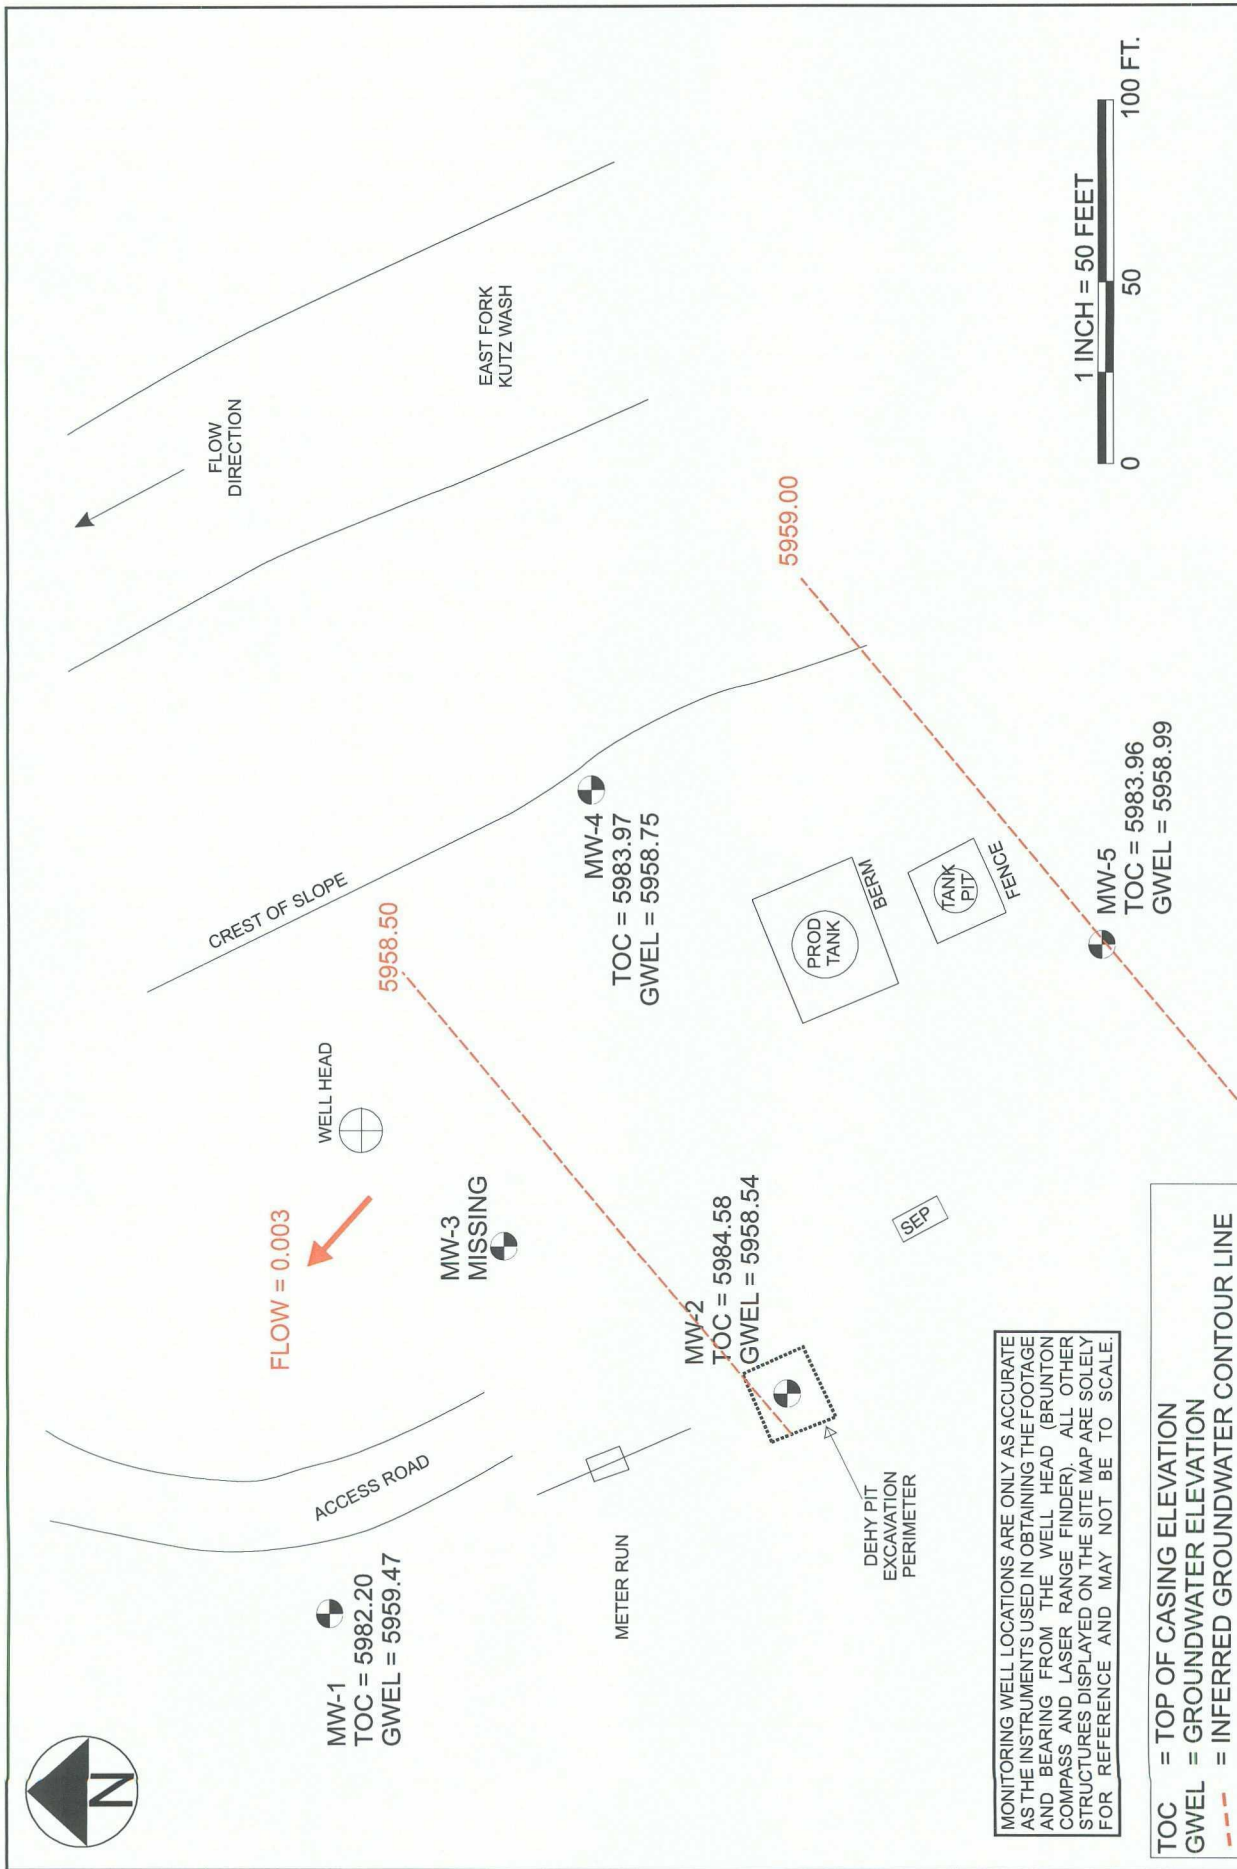 N
MW-1
TOC = 5982.20
GWEL = 5959.47
ACCESS ROAD
FLOW = 0.003
WELL HEAD
MW-3
MISSING
CREST OF SLOPE
5958.50
FLOW
DIRECTION
EAST FORK
KUTZ WASH
METER RUN
MW-2
TOC = 5984.58
GWEL = 5958.54
MW-4
TOC = 5983.97
GWEL = 5958.75
5959.00
DEHY PIT
EXCAVATION
PERIMETER
SEP
PROD
TANK
BERM
TANK
PIT
FENCE
MW-5
TOC = 5983.96
GWEL = 5958.99
MONITORING WELL LOCATIONS ARE ONLY AS ACCURATE
AS THE INSTRUMENTS USED IN OBTAINING THE FOOTAGE
AND BEARING FROM THE WELL HEAD (BRUNTON
COMPASS AND LASER RANGE FINDER). ALL OTHER
STRUCTURES DISPLAYED ON THE SITE MAP ARE SOLELY
FOR REFERENCE AND MAY NOT BE TO SCALE.
1 INCH = 50 FEET
0 50 100 FT.
TOC = TOP OF CASING ELEVATION
GWEL = GROUNDWATER ELEVATION
= INFERRED GROUNDWATER CONTOUR LINE